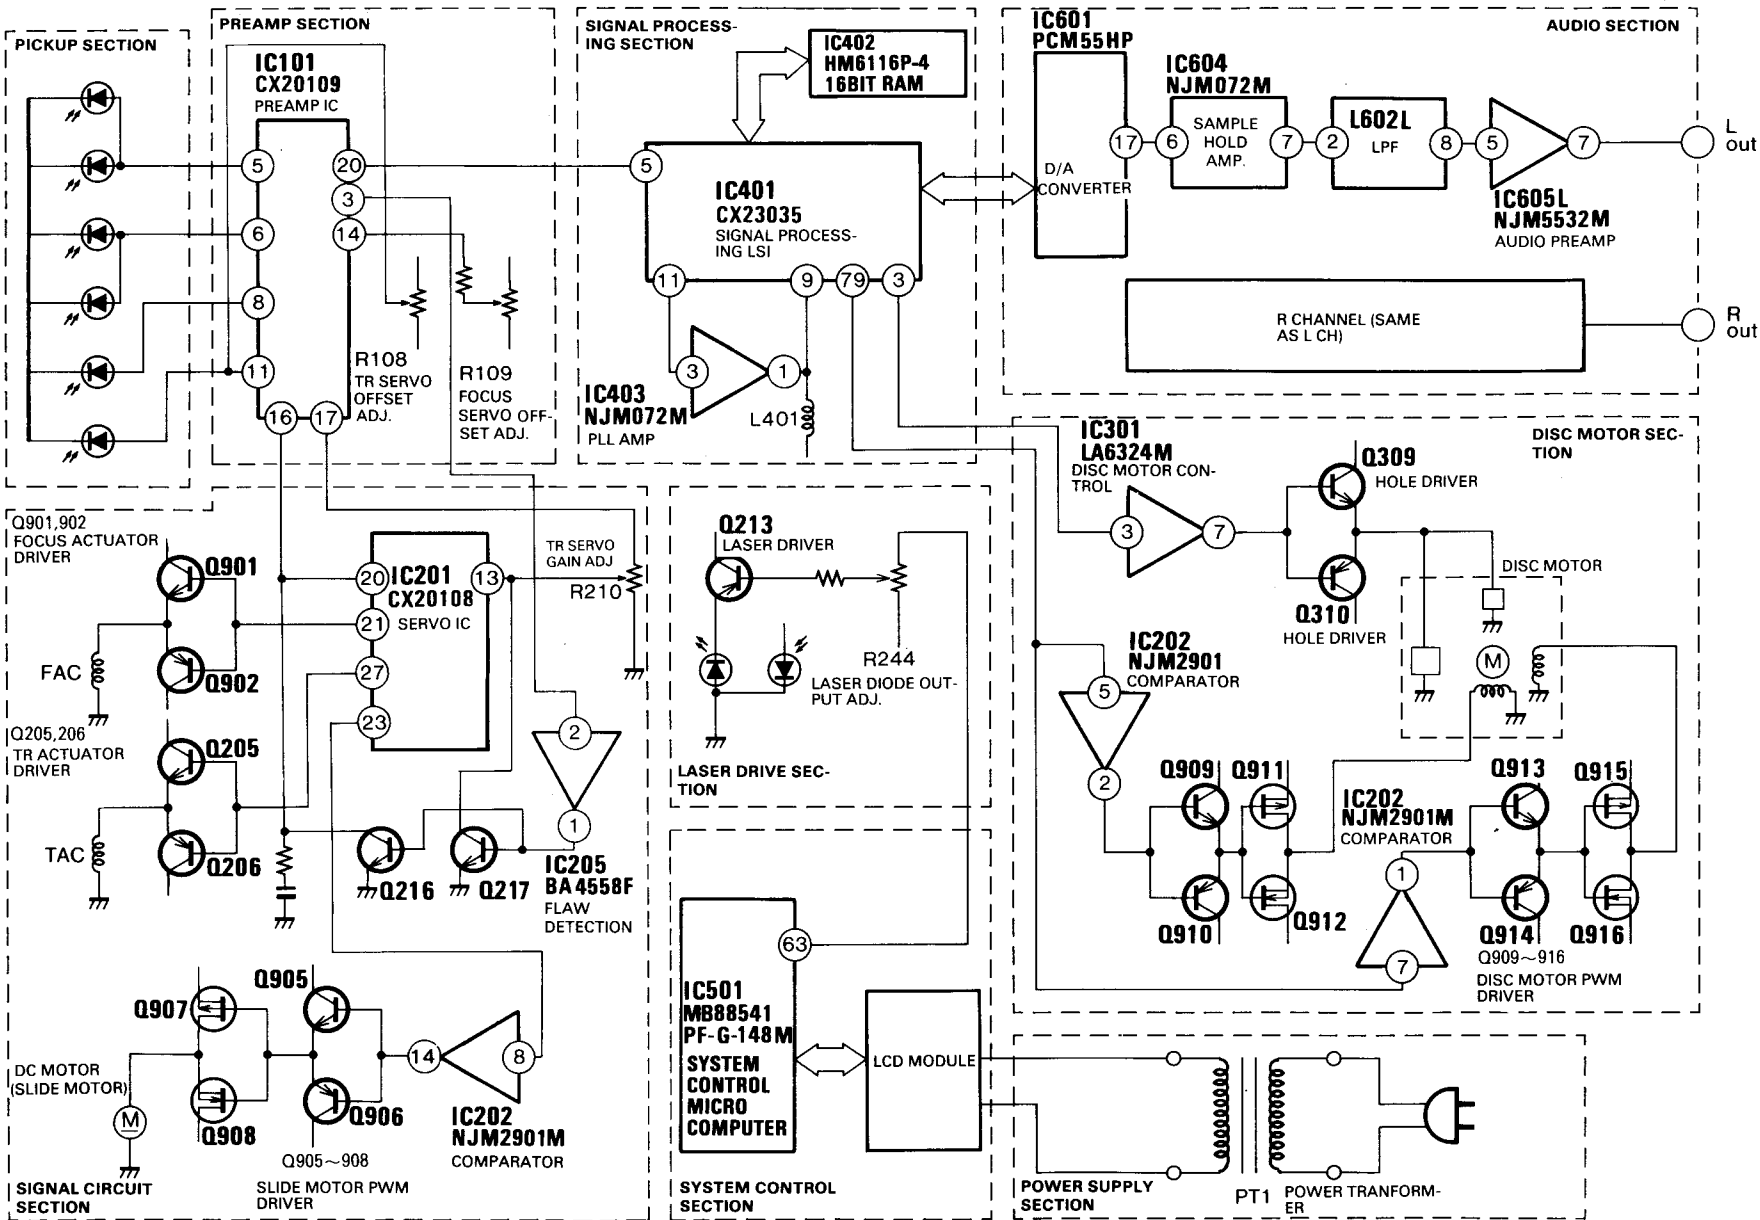 PICKUP SECTION
PREAMP SECTION
IC101
CX20109
PREAMP IC
5
6
8
11
16
17
20
3
14
R108
TR SERVO
OFFSET
ADJ.
R109
FOCUS
SERVO OFF-
SET ADJ.
SIGNAL PROCESS-
ING SECTION
IC402
HM6116P-4
16BIT RAM
5
IC401
CX23035
SIGNAL PROCESS-
ING LSI
11
9
79
3
3
1
IC403
NJM072M
PLL AMP
L401
AUDIO SECTION
IC601
PCM55HP
D/A
CONVERTER
17
IC604
NJM072M
6
SAMPLE
HOLD
AMP.
7
2
L602L
LPF
8
5
7
IC605L
NJM5532M
AUDIO PREAMP
L
out
R CHANNEL (SAME
AS L CH)
R
out
DISC MOTOR SEC-
TION
IC301
LA6324M
DISC MOTOR CON-
TROL
3
7
Q309
HOLE DRIVER
Q310
HOLE DRIVER
DISC MOTOR
M
IC202
NJM2901
COMPARATOR
5
2
Q909
Q911
Q910
Q912
IC202
NJM2901M
COMPARATOR
1
7
Q913
Q915
Q914
Q916
Q909~916
DISC MOTOR PWM
DRIVER
Q901,902
FOCUS ACTUATOR
DRIVER
Q901
Q902
FAC
Q205,206
TR ACTUATOR
DRIVER
Q205
Q206
TAC
20
21
27
23
13
IC201
CX20108
SERVO IC
TR SERVO
GAIN ADJ
R210
2
1
IC205
BA4558F
FLAW
DETECTION
Q216
Q217
Q907
Q905
Q908
Q906
14
8
IC202
NJM2901M
COMPARATOR
DC MOTOR
(SLIDE MOTOR)
M
Q905~908
SLIDE MOTOR PWM
DRIVER
SIGNAL CIRCUIT
SECTION
Q213
LASER DRIVER
R244
LASER DIODE OUT-
PUT ADJ.
LASER DRIVE SEC-
TION
63
IC501
MB88541
PF-G-148M
SYSTEM
CONTROL
MICRO
COMPUTER
LCD MODULE
SYSTEM CONTROL
SECTION
POWER SUPPLY
SECTION
PT1
POWER TRANFORM-
ER